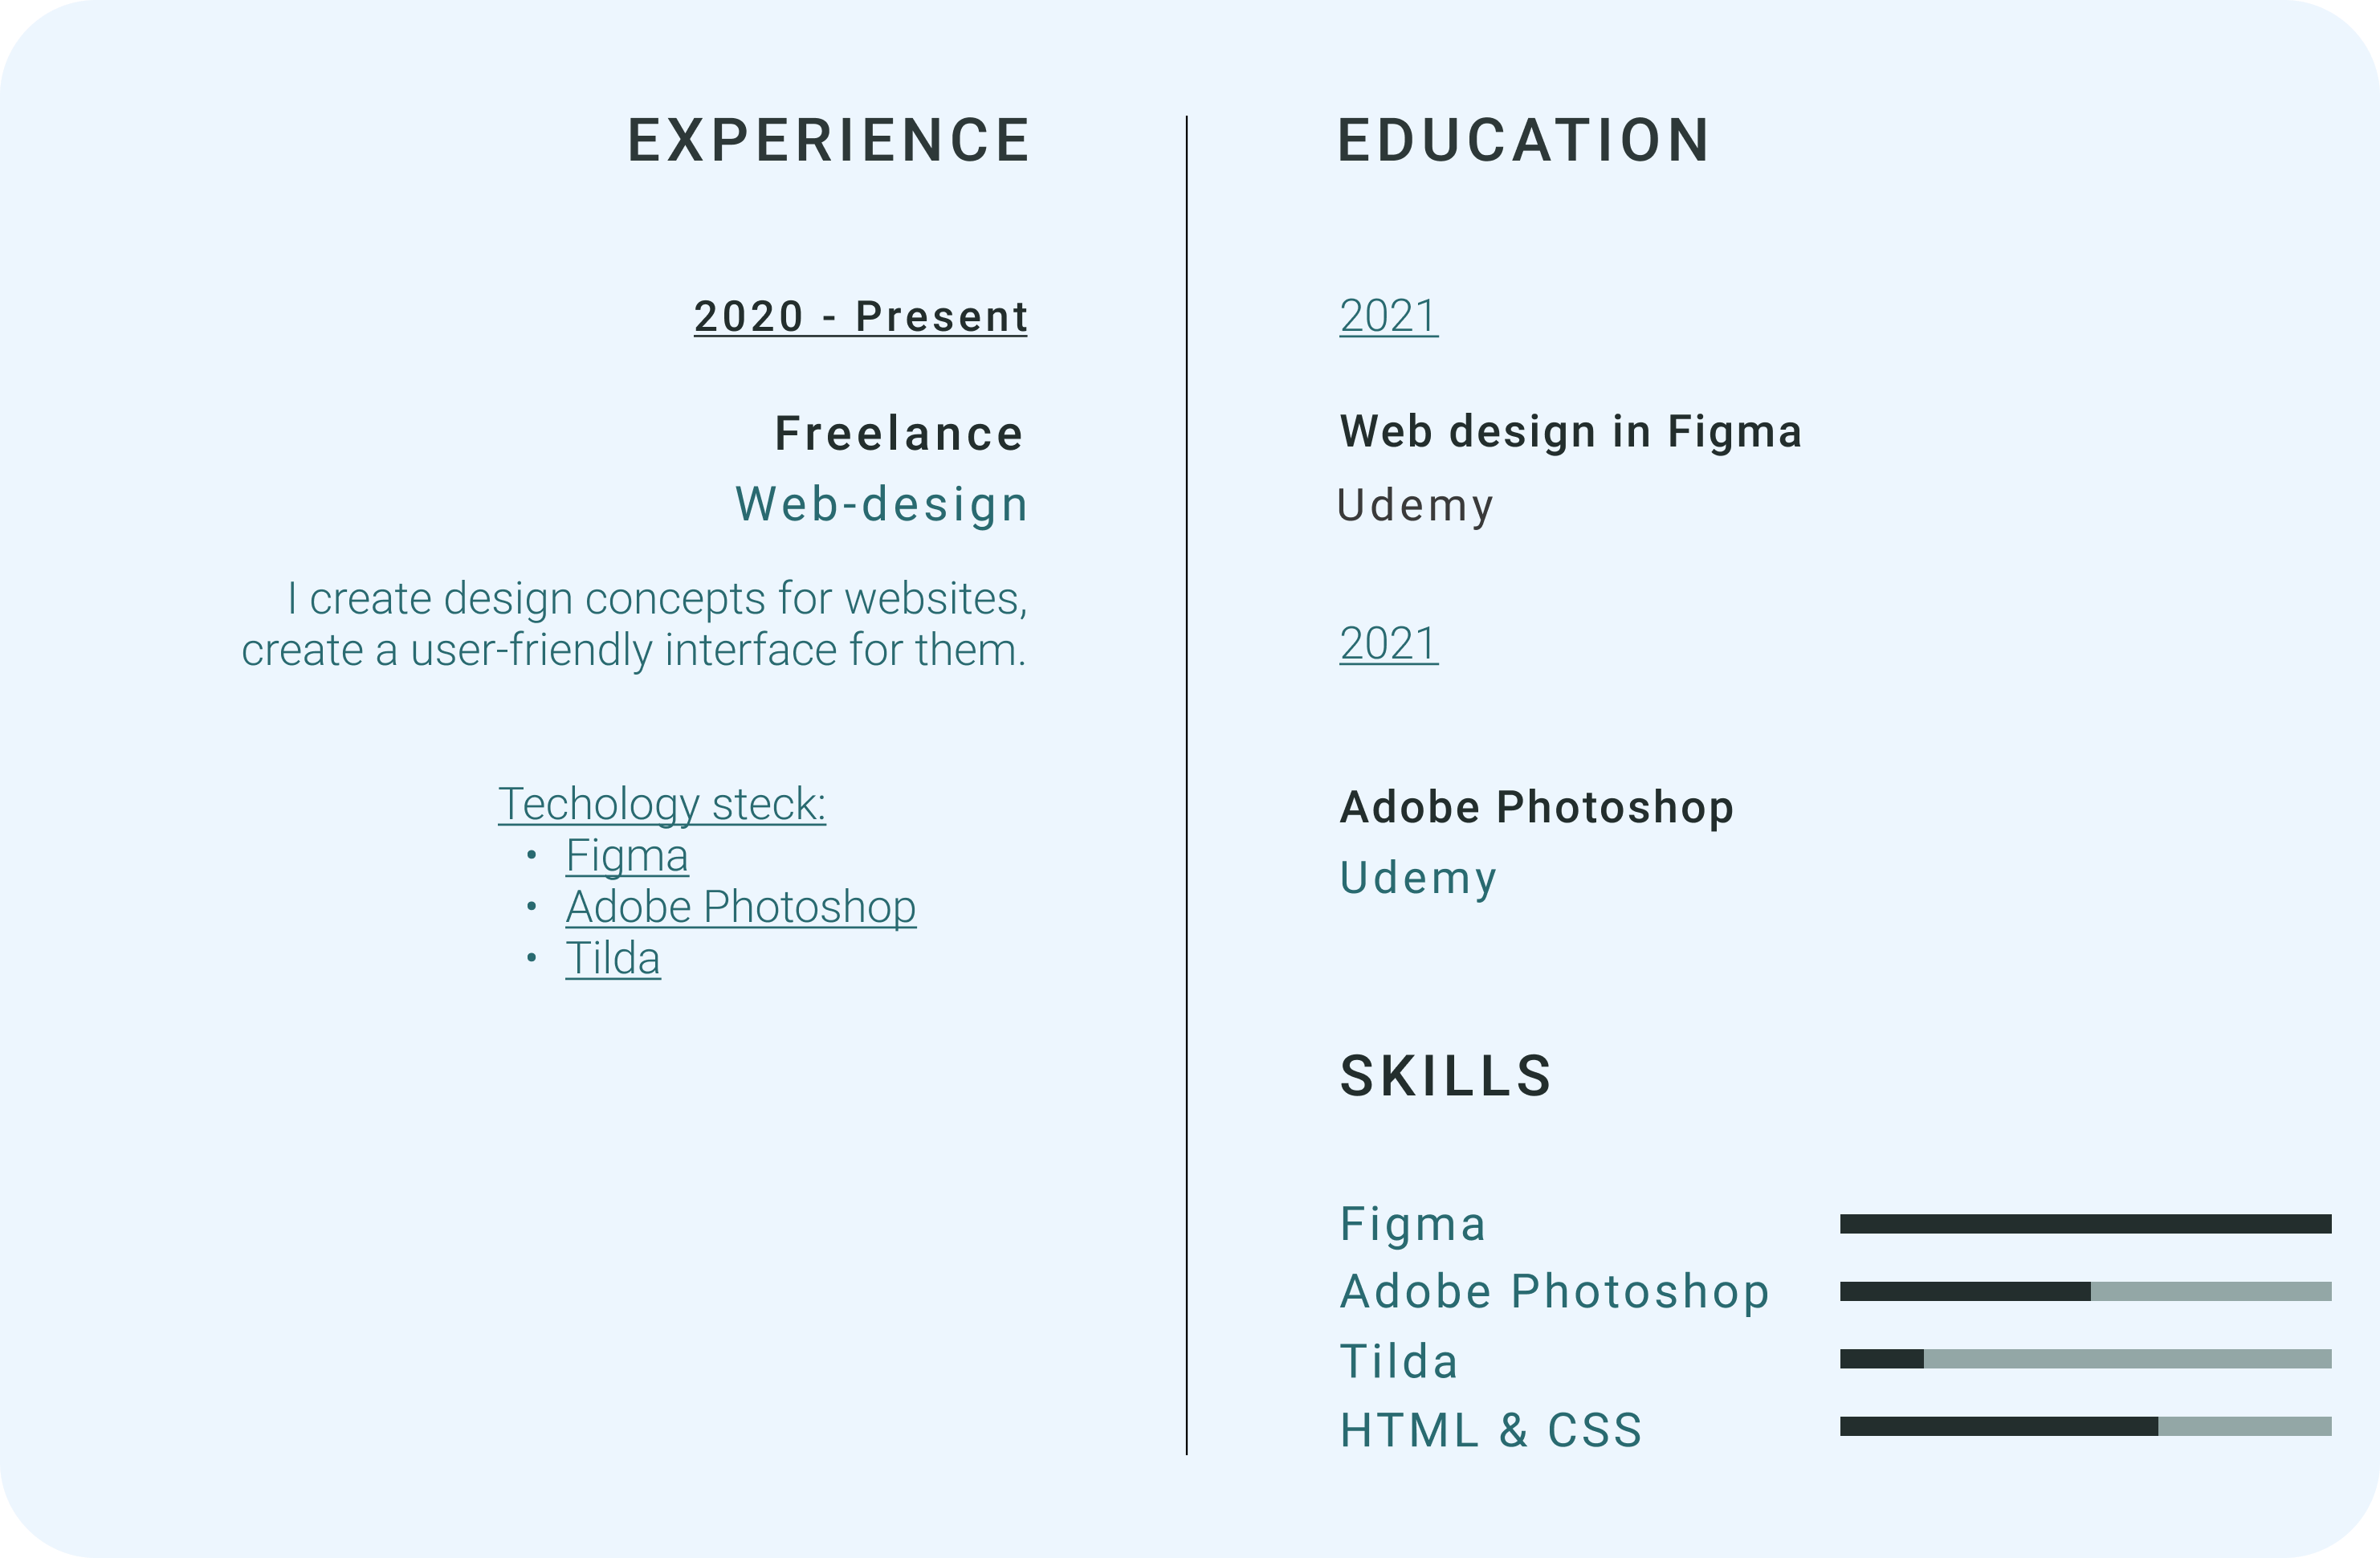 EXPERIENCE
2020 - Present
Freelance
Web-design
I create design concepts for websites,
create a user-friendly interface for them.
Techology steck:
• Figma
• Adobe Photoshop
• Tilda
EDUCATION
2021
Web design in Figma
Udemy
2021
Adobe Photoshop
Udemy
SKILLS
Figma
Adobe Photoshop
Tilda
HTML & CSS